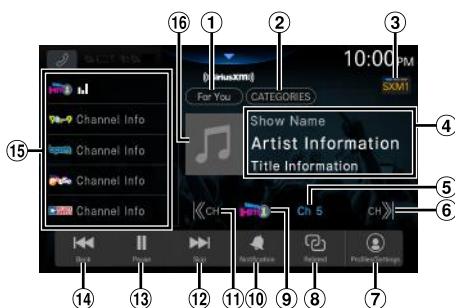 16
1
2
3
10:00PM
((SiriusXM))
SXM1
For You
CATEGORIES
4
Show Name
Channel Info
Artist Information
15
Channel Info
Title Information
Channel Info
5
Channel Info
CH
Ch 5
CH
6
Back
Pause
Skip
Notification
Related
Profiles/Settings
14
13
12
11
10
9
8
7